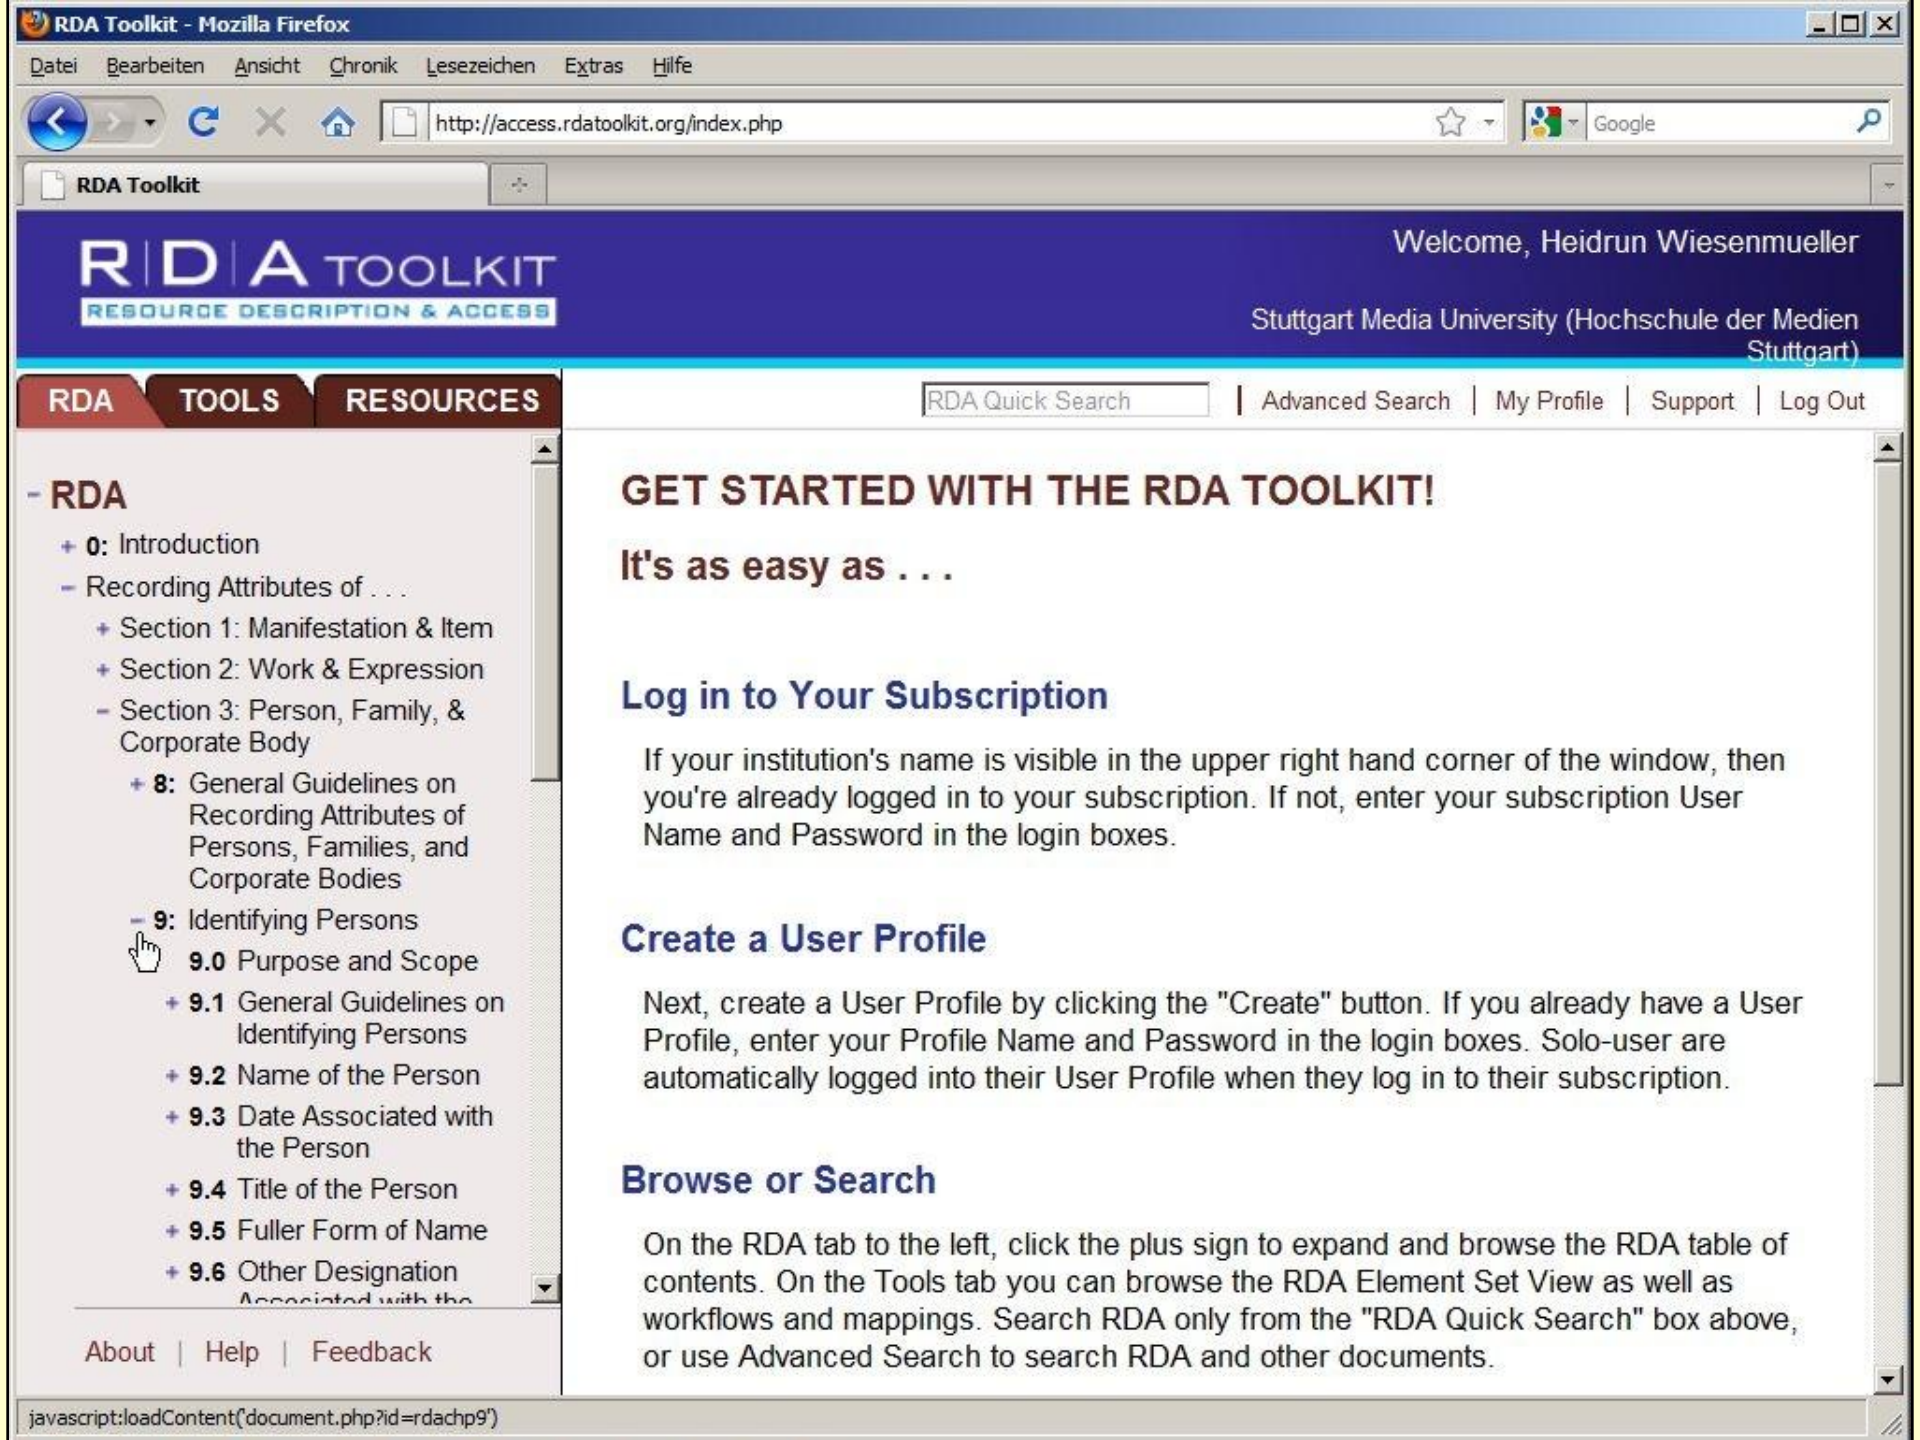 RDA Toolkit - Mozilla Firefox
Datei Bearbeiten Ansicht Chronik Lesezeichen Extras Hilfe
http://access.rdatoolkit.org/index.php
Google
RDA Toolkit
R|D|A TOOLKIT
RESOURCE DESCRIPTION & ACCESS
Welcome, Heidrun Wiesenmueller
Stuttgart Media University (Hochschule der Medien
Stuttgart)
RDA TOOLS RESOURCES
RDA Quick Search | Advanced Search | My Profile | Support | Log Out
- RDA
+ 0: Introduction
- Recording Attributes of . . .
+ Section 1: Manifestation & Item
+ Section 2: Work & Expression
- Section 3: Person, Family, &
Corporate Body
+ 8: General Guidelines on
Recording Attributes of
Persons, Families, and
Corporate Bodies
- 9: Identifying Persons
9.0 Purpose and Scope
+ 9.1 General Guidelines on
Identifying Persons
+ 9.2 Name of the Person
+ 9.3 Date Associated with
the Person
+ 9.4 Title of the Person
+ 9.5 Fuller Form of Name
+ 9.6 Other Designation
Associated with the
About | Help | Feedback
GET STARTED WITH THE RDA TOOLKIT!
It's as easy as . . .
Log in to Your Subscription
If your institution's name is visible in the upper right hand corner of the window, then
you're already logged in to your subscription. If not, enter your subscription User
Name and Password in the login boxes.
Create a User Profile
Next, create a User Profile by clicking the "Create" button. If you already have a User
Profile, enter your Profile Name and Password in the login boxes. Solo-user are
automatically logged into their User Profile when they log in to their subscription.
Browse or Search
On the RDA tab to the left, click the plus sign to expand and browse the RDA table of
contents. On the Tools tab you can browse the RDA Element Set View as well as
workflows and mappings. Search RDA only from the "RDA Quick Search" box above,
or use Advanced Search to search RDA and other documents.
javascript:loadContent('document.php?id=rdachp9')